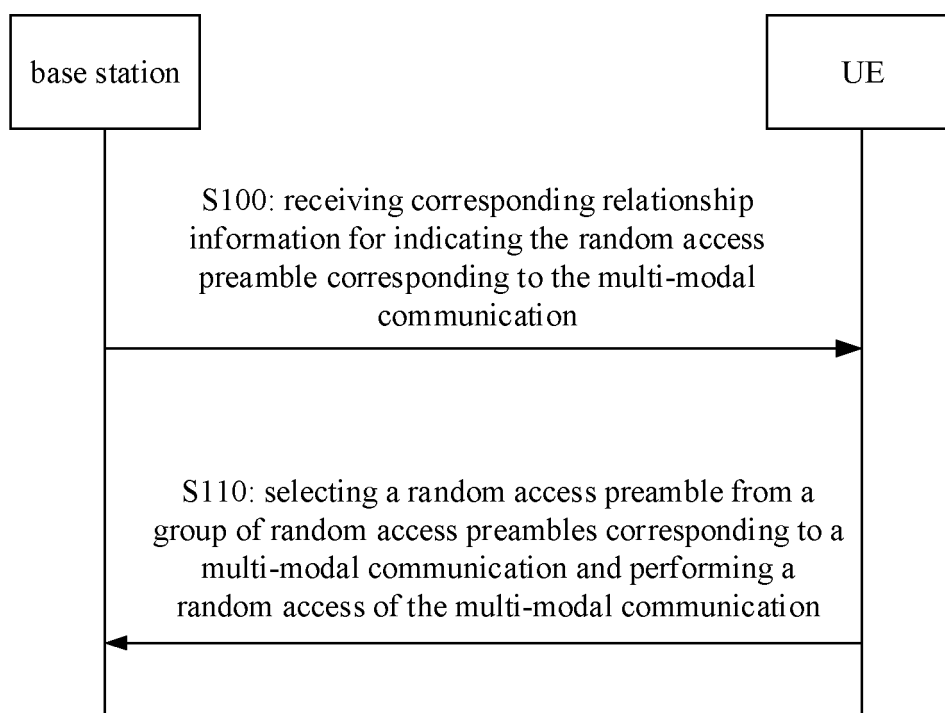 base station
UE
S100: receiving corresponding relationship
information for indicating the random access
preamble corresponding to the multi-modal
communication
S110: selecting a random access preamble from a
group of random access preambles corresponding to a
multi-modal communication and performing a
random access of the multi-modal communication